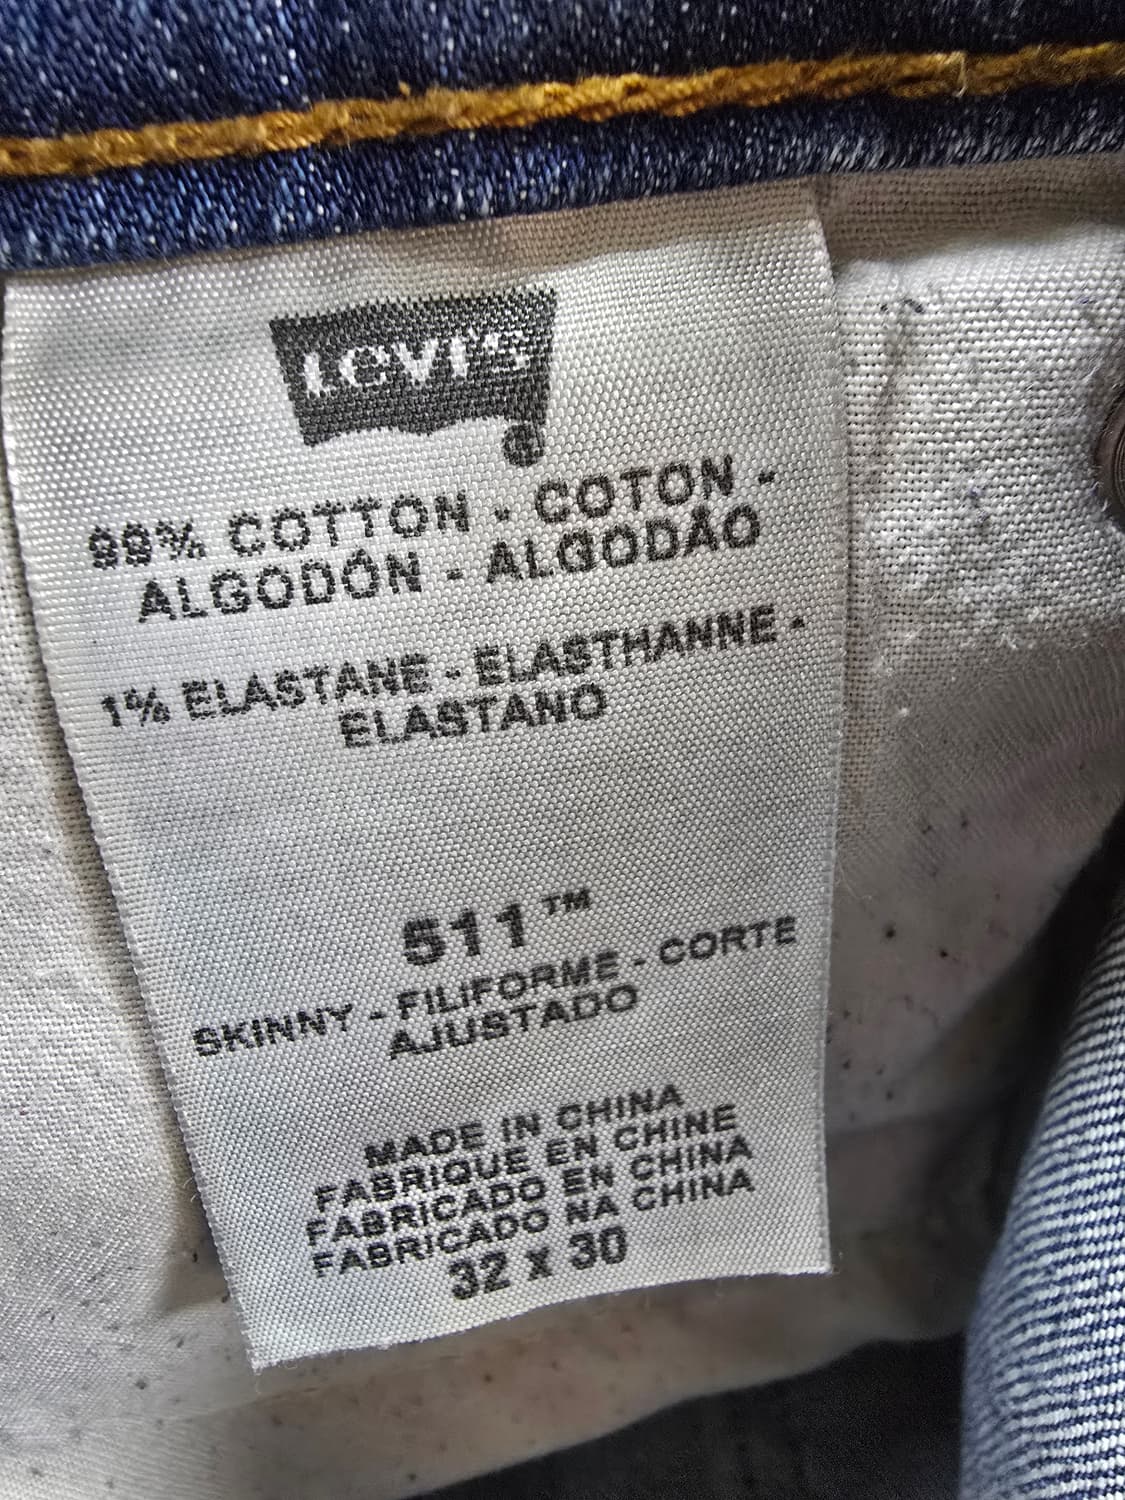 Levi's
®
99% COTTON - COTON -
ALGODÓN - ALGODÃO
1% ELASTANE - ELASTHANNE -
ELASTANO
511™
SKINNY - FILIFORME - CORTE
AJUSTADO
MADE IN CHINA
FABRIQUE EN CHINE
FABRICADO EN CHINA
FABRICADO NA CHINA
32 x 30